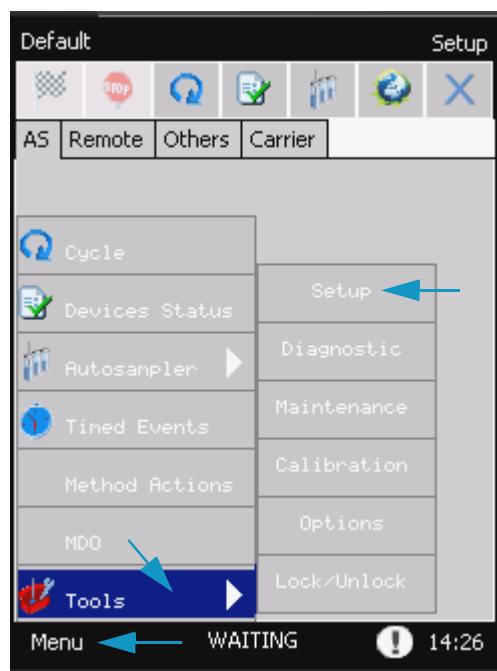 Default Setup
STOP
AS Remote Others Carrier
Cycle
Devices Status
Autosampler
Timed Events
Method Actions
MDO
Tools
Setup
Diagnostic
Maintenance
Calibration
Options
Lock/Unlock
Menu WAITING 14:26